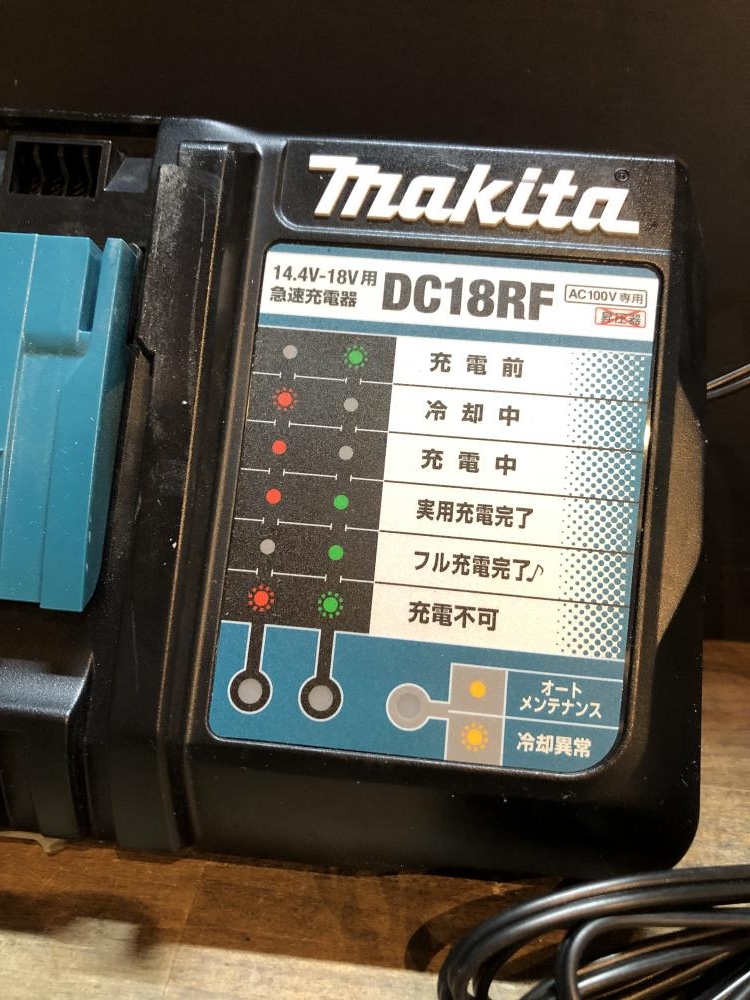 makita®
14.4V-18V用
急速充電器
DC18RF
AC100V専用
昇圧器
充電前
冷却中
充電中
実用充電完了
フル充電完了♪
充電不可
オート
メンテナンス
冷却異常